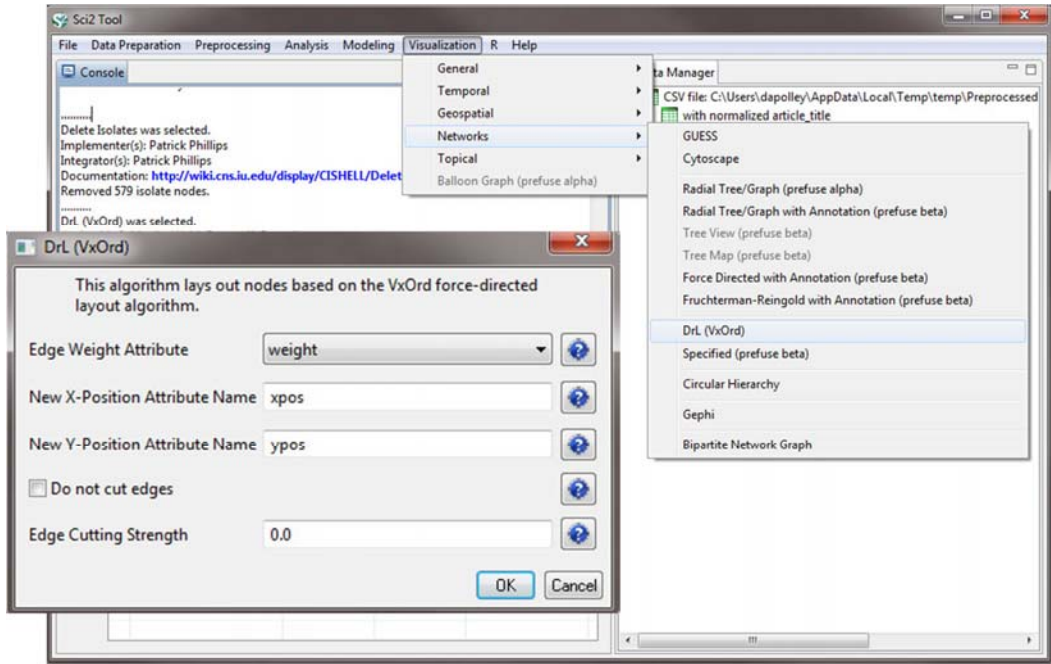 Sci2 Tool
File Data Preparation Preprocessing Analysis Modeling Visualization R Help
Console
..........
Delete Isolates was selected.
Implementer(s): Patrick Phillips
Integrator(s): Patrick Phillips
Documentation: http://wiki.cns.iu.edu/display/CISHELL/Delet
Removed 579 isolate nodes.
..........
DrL (VxOrd) was selected.
General
Temporal
Geospatial
Networks
Topical
Balloon Graph (prefuse alpha)
ta Manager
CSV file: C:\Users\dapolley\AppData\Local\Temp\temp\Preprocessed
with normalized article_title
GUESS
Cytoscape
Radial Tree/Graph (prefuse alpha)
Radial Tree/Graph with Annotation (prefuse beta)
Tree View (prefuse beta)
Tree Map (prefuse beta)
Force Directed with Annotation (prefuse beta)
Fruchterman-Reingold with Annotation (prefuse beta)
DrL (VxOrd)
Specified (prefuse beta)
Circular Hierarchy
Gephi
Bipartite Network Graph
DrL (VxOrd)
This algorithm lays out nodes based on the VxOrd force-directed
layout algorithm.
Edge Weight Attribute weight
New X-Position Attribute Name xpos
New Y-Position Attribute Name ypos
Do not cut edges
Edge Cutting Strength 0.0
OK Cancel